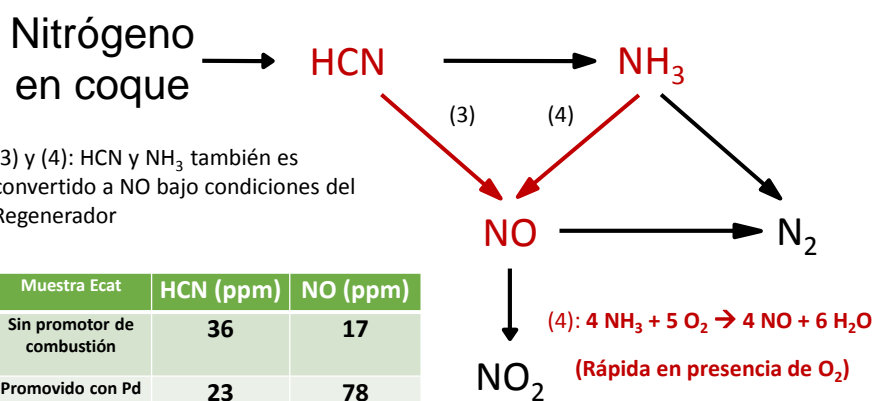 Nitrógeno
en coque
HCN
NH₃
(3)
(4)
3) y (4): HCN y NH₃ también es
convertido a NO bajo condiciones del
Regenerador
NO
N₂
Muestra Ecat HCN (ppm) NO (ppm)
Sin promotor de
combustión
36 17
Promovido con Pd 23 78
(4): 4 NH₃ + 5 O₂ → 4 NO + 6 H₂O
(Rápida en presencia de O₂)
NO₂